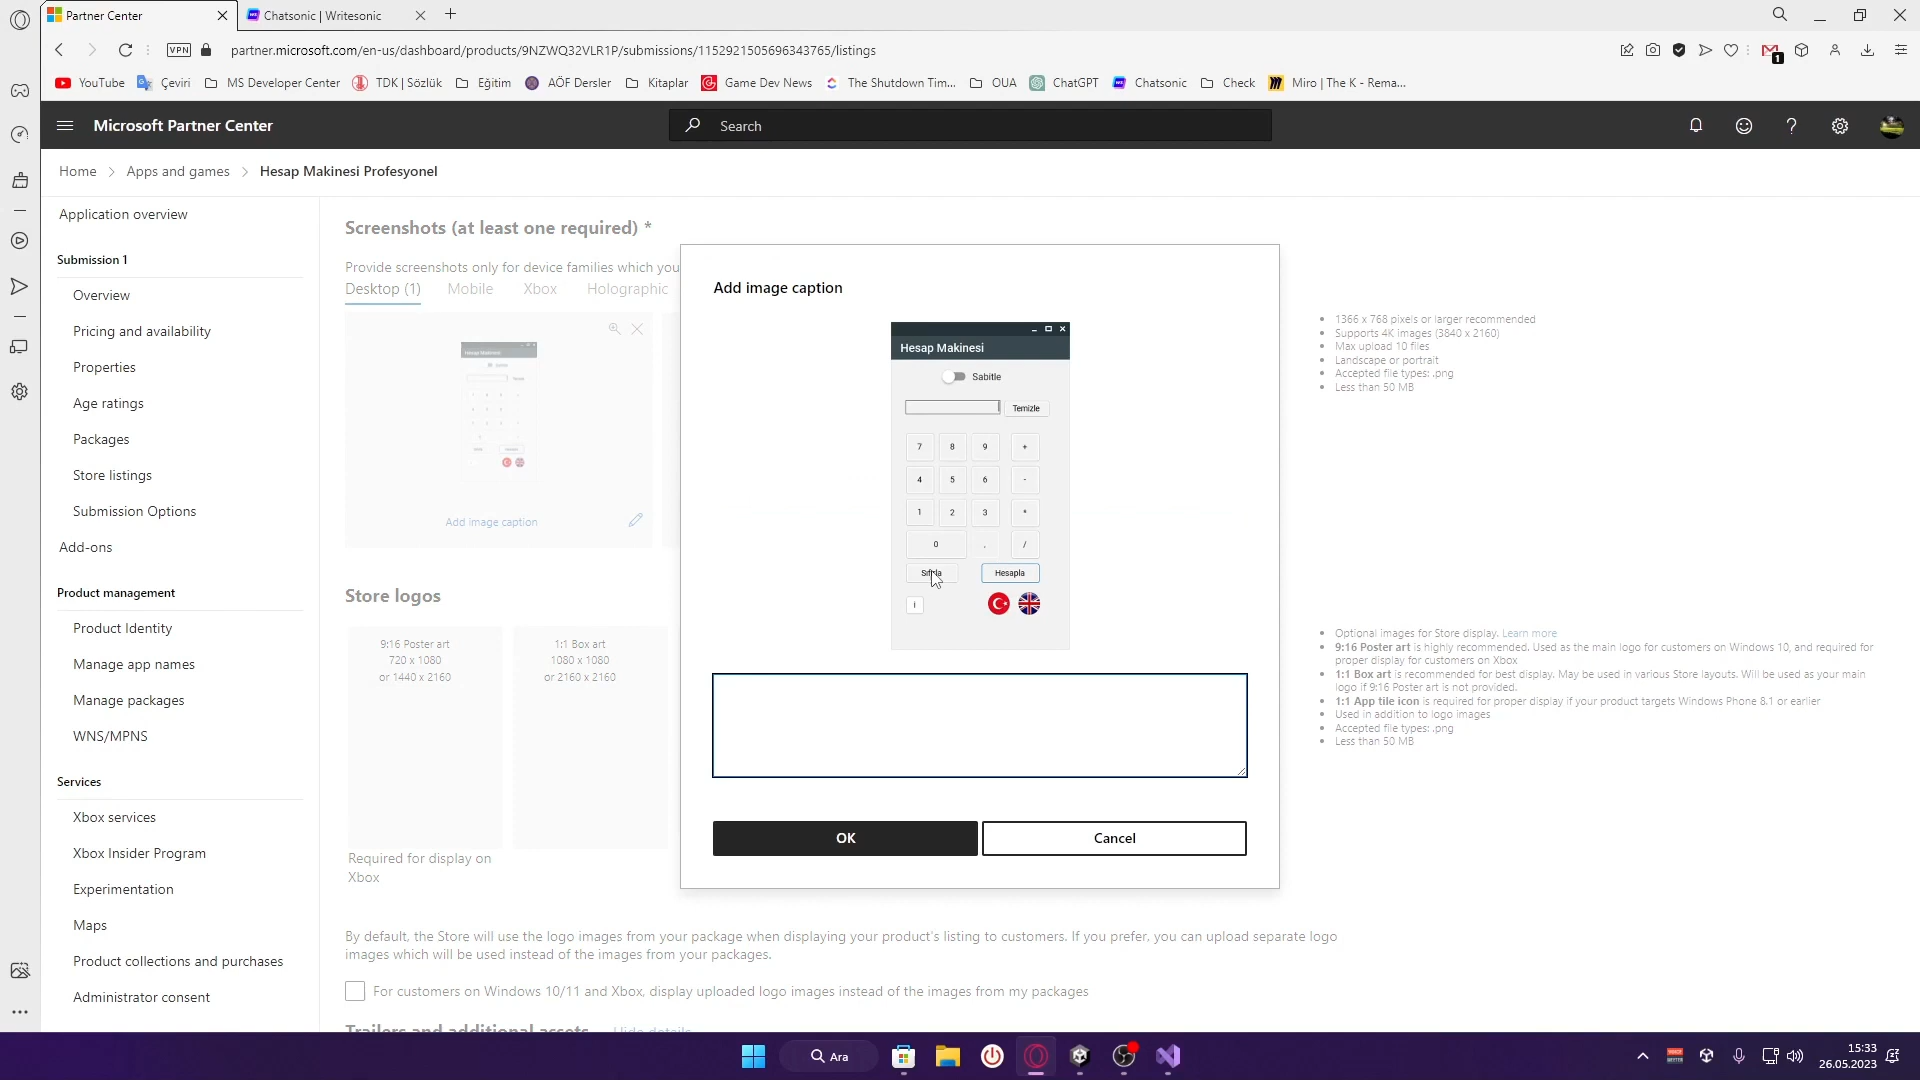 Partner Center
Chatsonic | Writesonic
VPN
partner.microsoft.com/en-us/dashboard/products/9NZWQ32VLR1P/submissions/1152921505696343765/listings
1
YouTube
Çeviri
MS Developer Center
TDK | Sözlük
Eğitim
AÖF Dersler
Kitaplar
Game Dev News
The Shutdown Tim...
OUA
ChatGPT
Chatsonic
Check
Miro | The K - Rema...
Microsoft Partner Center
Search
Home
Apps and games
Hesap Makinesi Profesyonel
Application overview
Submission 1
Overview
Pricing and availability
Properties
Age ratings
Packages
Store listings
Submission Options
Add-ons
Product management
Product Identity
Manage app names
Manage packages
WNS/MPNS
Services
Xbox services
Xbox Insider Program
Experimentation
Maps
Product collections and purchases
Administrator consent
Screenshots (at least one required) *
Provide screenshots only for device families which you
Desktop (1)
Mobile
Xbox
Holographic
Add image caption
Store logos
9:16 Poster art
720 x 1080
or 1440 x 2160
1:1 Box art
1080 x 1080
or 2160 x 2160
Required for display on
Xbox
By default, the Store will use the logo images from your package when displaying your product's listing to customers. If you prefer, you can upload separate logo
images which will be used instead of the images from your packages.
For customers on Windows 10/11 and Xbox, display uploaded logo images instead of the images from my packages
Trailers and additional assets
Hide details
Add image caption
Hesap Makinesi
Sabitle
Temizle
7 8 9 +
4 5 6 -
1 2 3 *
0 . /
Hesapla
i
OK
Cancel
1366 x 768 pixels or larger recommended
Supports 4K images (3840 x 2160)
Max upload 10 files
Landscape or portrait
Accepted file types: .png
Less than 50 MB
Optional images for Store display. Learn more
9:16 Poster art is highly recommended. Used as the main logo for customers on Windows 10, and required for
proper display for customers on Xbox
1:1 Box art is recommended for best display. May be used in various Store layouts. Will be used as your main
logo if 9:16 Poster art is not provided.
1:1 App tile icon is required for proper display if your product targets Windows Phone 8.1 or earlier
Used in addition to logo images
Accepted file types: .png
Less than 50 MB
Ara
15:33
26.05.2023